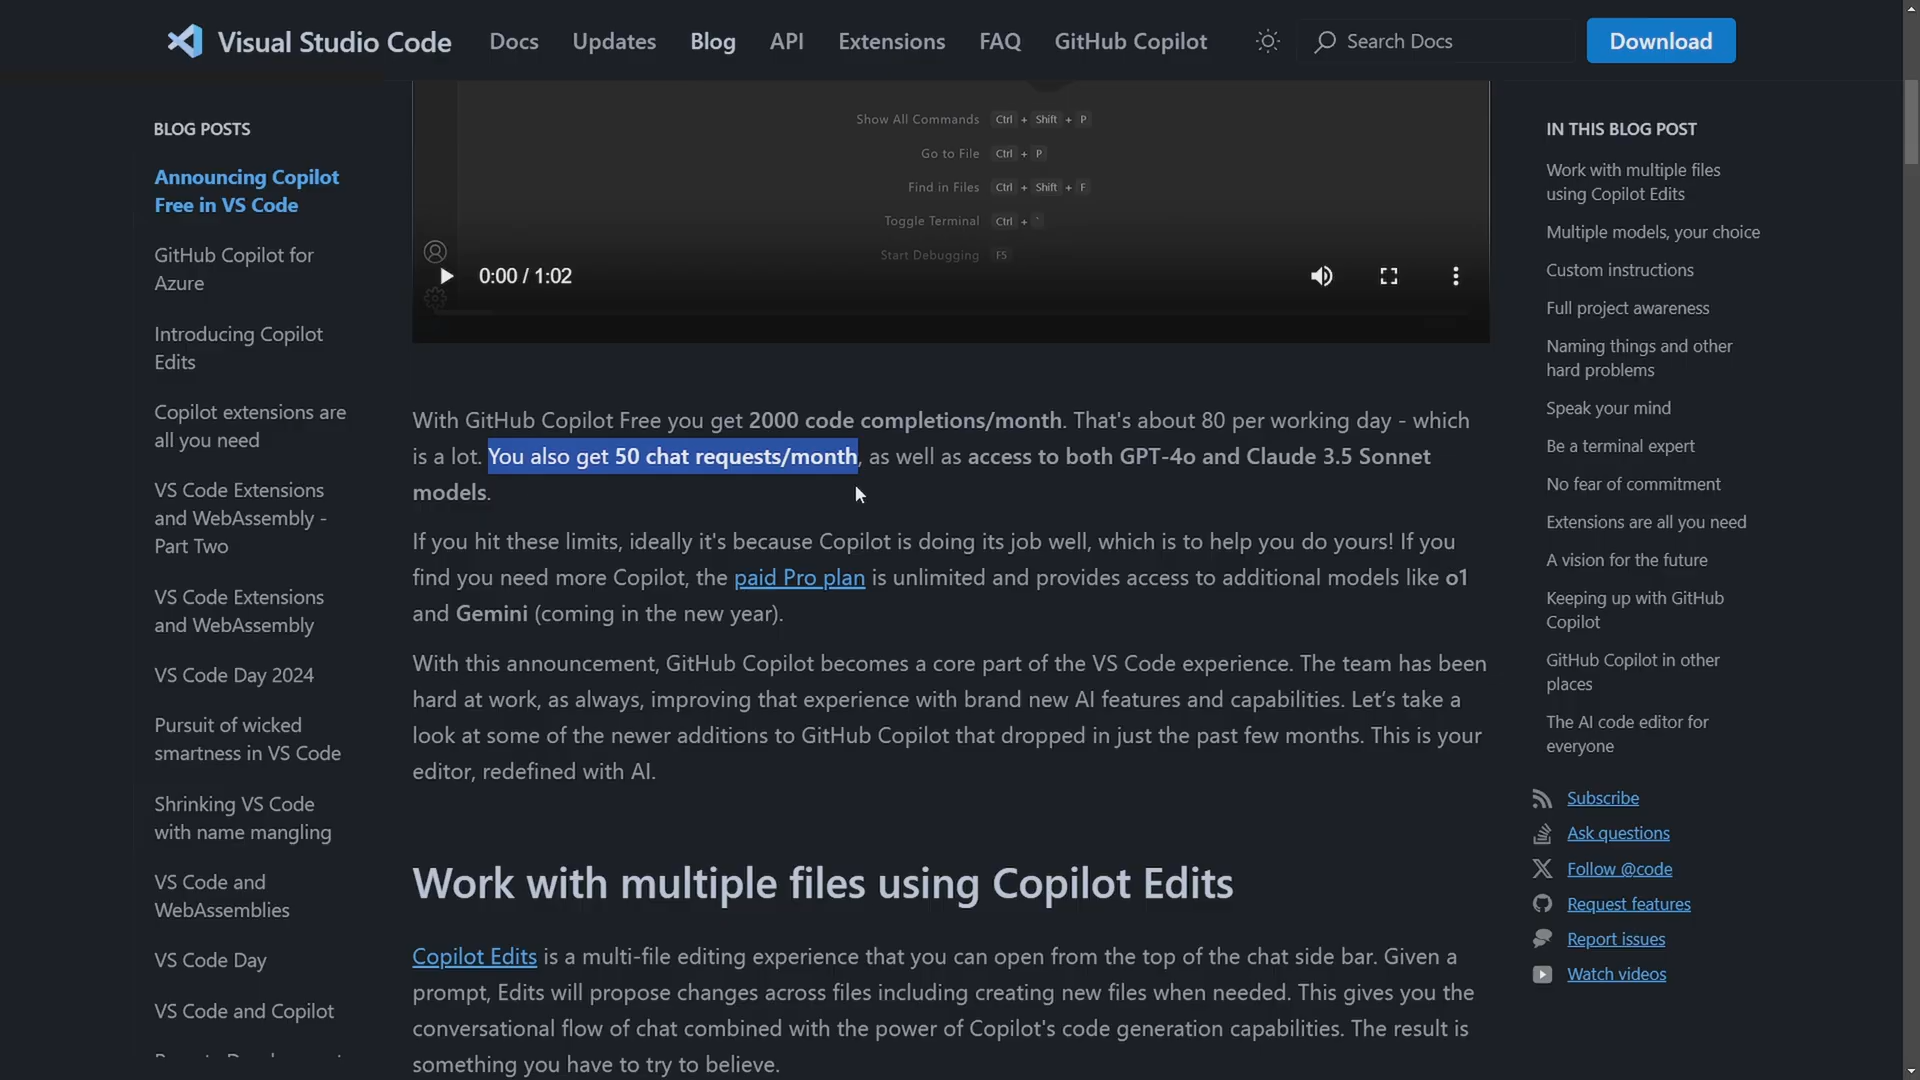 Visual Studio Code
Docs
Updates
Blog
API
Extensions
FAQ
GitHub Copilot
Search Docs
Download
BLOG POSTS
Announcing Copilot
Free in VS Code
GitHub Copilot for
Azure
Introducing Copilot
Edits
Copilot extensions are
all you need
VS Code Extensions
and WebAssembly -
Part Two
VS Code Extensions
and WebAssembly
VS Code Day 2024
Pursuit of wicked
smartness in VS Code
Shrinking VS Code
with name mangling
VS Code and
WebAssemblies
VS Code Day
VS Code and Copilot
Show All Commands Ctrl + Shift + P
Go to File Ctrl + P
Find in Files Ctrl + Shift + F
Toggle Terminal Ctrl + `
Start Debugging F5
0:00 / 1:02
With GitHub Copilot Free you get 2000 code completions/month. That's about 80 per working day - which
is a lot. You also get 50 chat requests/month, as well as access to both GPT-4o and Claude 3.5 Sonnet
models.
If you hit these limits, ideally it's because Copilot is doing its job well, which is to help you do yours! If you
find you need more Copilot, the paid Pro plan is unlimited and provides access to additional models like o1
and Gemini (coming in the new year).
With this announcement, GitHub Copilot becomes a core part of the VS Code experience. The team has been
hard at work, as always, improving that experience with brand new AI features and capabilities. Let’s take a
look at some of the newer additions to GitHub Copilot that dropped in just the past few months. This is your
editor, redefined with AI.
Work with multiple files using Copilot Edits
Copilot Edits is a multi-file editing experience that you can open from the top of the chat side bar. Given a
prompt, Edits will propose changes across files including creating new files when needed. This gives you the
conversational flow of chat combined with the power of Copilot's code generation capabilities. The result is
something you have to try to believe.
IN THIS BLOG POST
Work with multiple files
using Copilot Edits
Multiple models, your choice
Custom instructions
Full project awareness
Naming things and other
hard problems
Speak your mind
Be a terminal expert
No fear of commitment
Extensions are all you need
A vision for the future
Keeping up with GitHub
Copilot
GitHub Copilot in other
places
The AI code editor for
everyone
Subscribe
Ask questions
Follow @code
Request features
Report issues
Watch videos